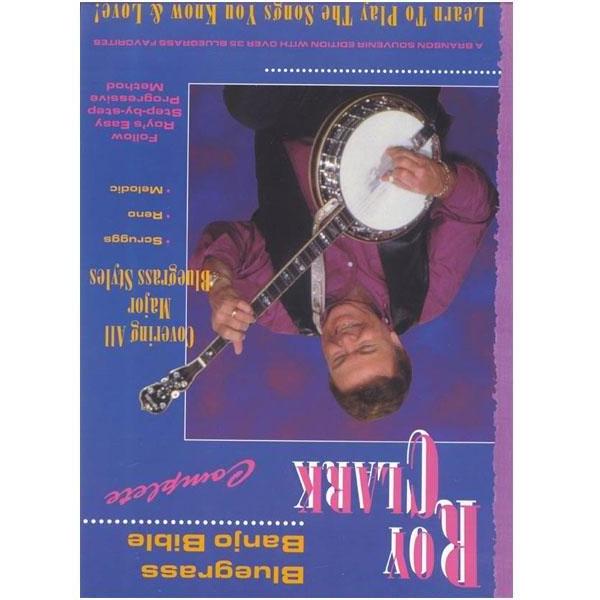 ROY
CLARK
Bluegrass
Banjo Bible
Complete
Covering All
Major
Bluegrass Styles
• Scruggs
• Reno
• Melodic
Follow
Roy's Easy
Step-by-step
Progressive
Method
A BRANSON SOUVENIR EDITION WITH OVER 35 BLUEGRASS FAVORITES
Learn To Play The Songs You Know & Love!